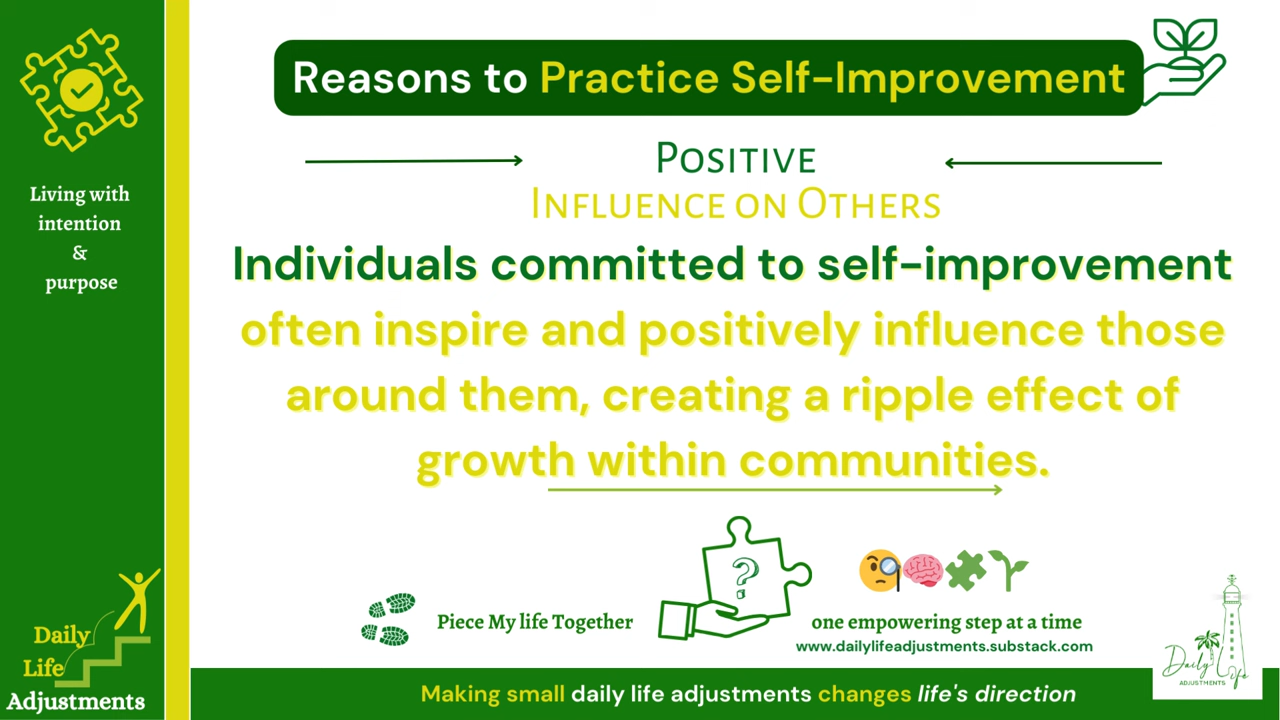 Reasons to Practice Self-Improvement
Living with
intention
&
purpose
Positive
Influence on Others
Individuals committed to self-improvement
often inspire and positively influence those
around them, creating a ripple effect of
growth within communities.
?
Piece My life Together
one empowering step at a time
www.dailylifeadjustments.substack.com
Daily
Life
Adjustments
Making small daily life adjustments changes life's direction
Daily Life
ADJUSTMENTS